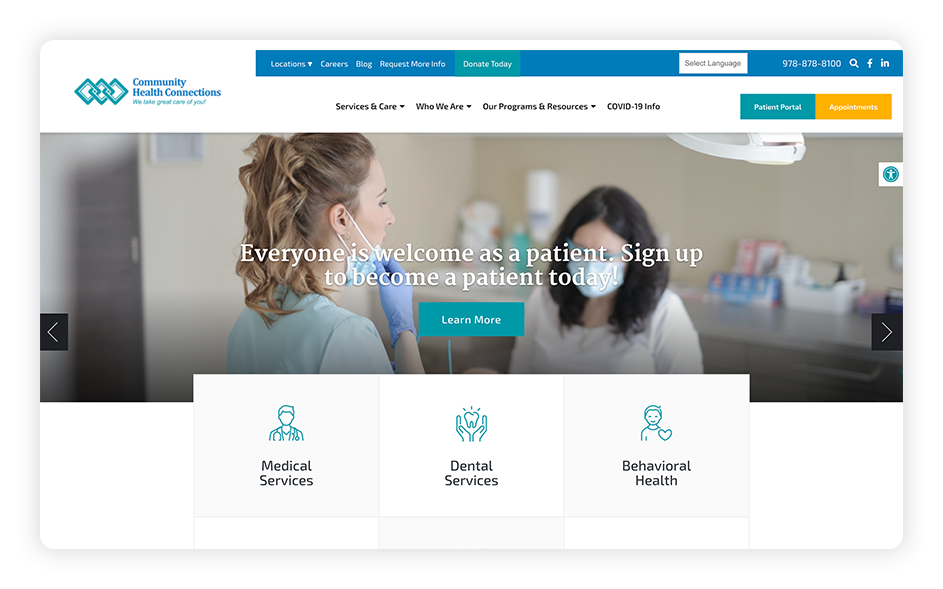 Locations ▾ Careers Blog Request More Info Donate Today Select Language 978-878-8100
Community
Health Connections
We take great care of you!
Services & Care Who We Are Our Programs & Resources COVID-19 Info Patient Portal Appointments
Everyone is welcome as a patient. Sign up
to become a patient today!
Learn More
Medical
Services
Dental
Services
Behavioral
Health